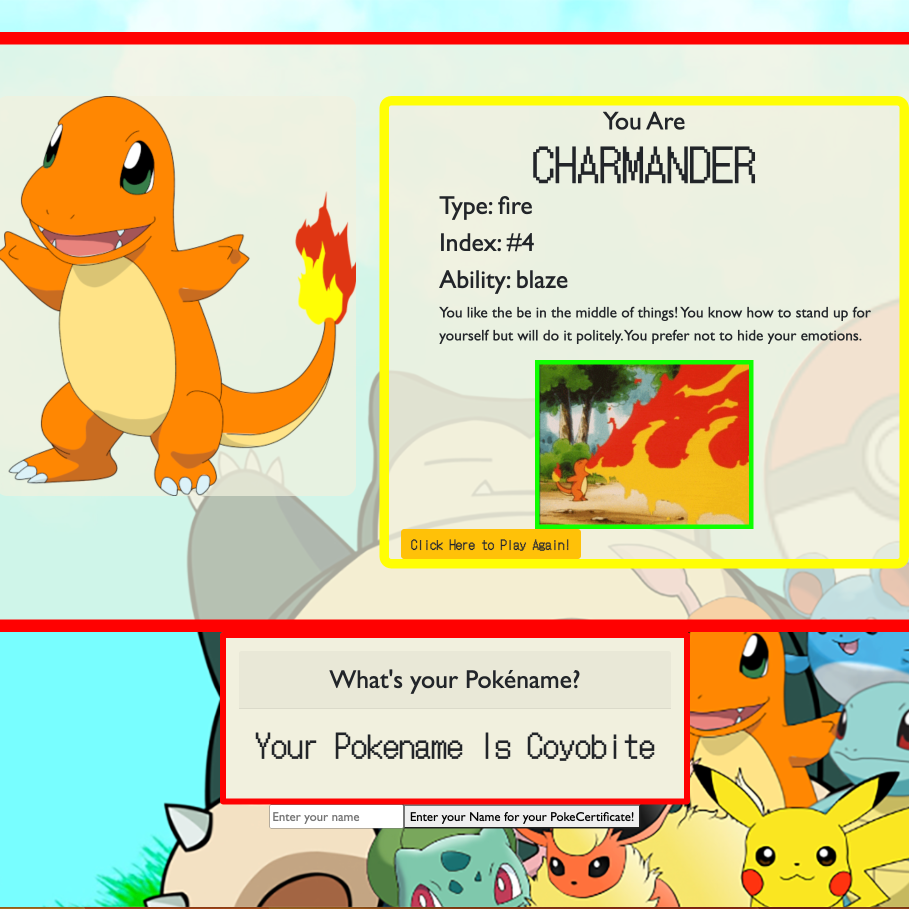 You Are
CHARMANDER
Type: fire
Index: #4
Ability: blaze
You like the be in the middle of things! You know how to stand up for
yourself but will do it politely.You prefer not to hide your emotions.
Click Here to Play Again!
What's your Pokéname?
Your Pokename Is Coyobite
Enter your name
Enter your Name for your PokeCertificate!